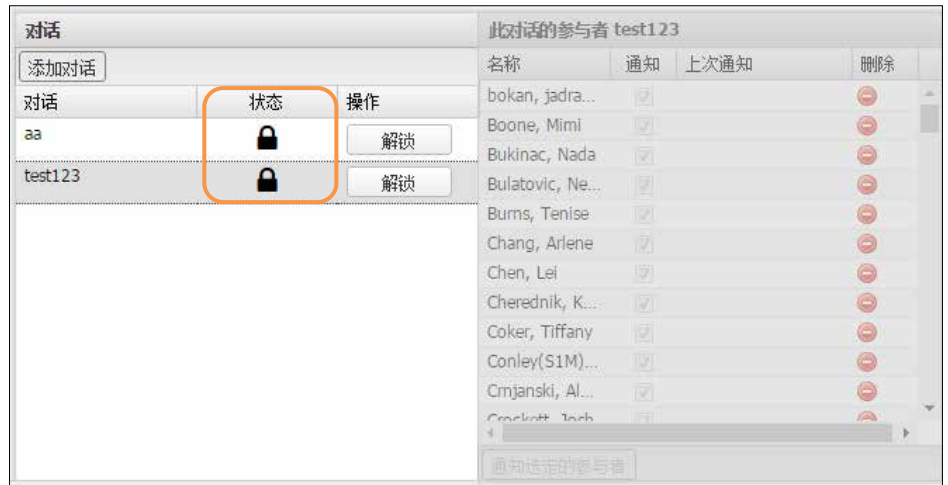 对话
添加对话
对话 状态 操作
aa 解锁
test123 解锁
此对话的参与者 test123
名称 通知 上次通知 删除
bokan, jadra...
Boone, Mimi
Bukinac, Nada
Bulatovic, Ne...
Burns, Tenise
Chang, Arlene
Chen, Lei
Cherednik, K...
Coker, Tiffany
Conley(S1M)...
Crnjanski, Al...
Crockett, Josh
通知选定的参与者